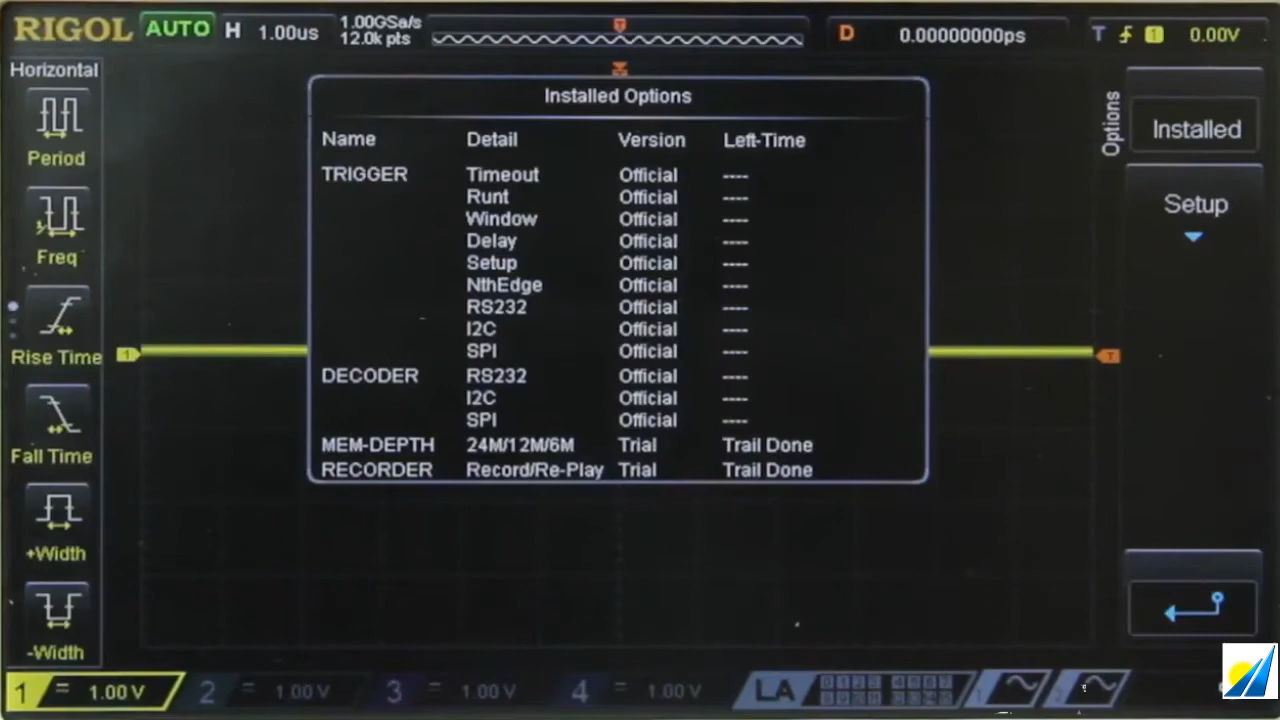 RIGOL AUTO H 1.00us 1.00GSa/s 12.0k pts T D 0.00000000ps T 1 0.00V
Horizontal
Period
Freq
Rise Time
Fall Time
+Width
-Width
Installed Options
Name Detail Version Left-Time
TRIGGER Timeout Official ----
Runt Official ----
Window Official ----
Delay Official ----
Setup Official ----
NthEdge Official ----
RS232 Official ----
I2C Official ----
SPI Official ----
DECODER RS232 Official ----
I2C Official ----
SPI Official ----
MEM-DEPTH 24M/12M/6M Trial Trail Done
RECORDER Record/Re-Play Trial Trail Done
1
T
Options
Installed
Setup
1 = 1.00 V 2 = 1.00 V 3 = 1.00 V 4 = 1.00 V LA